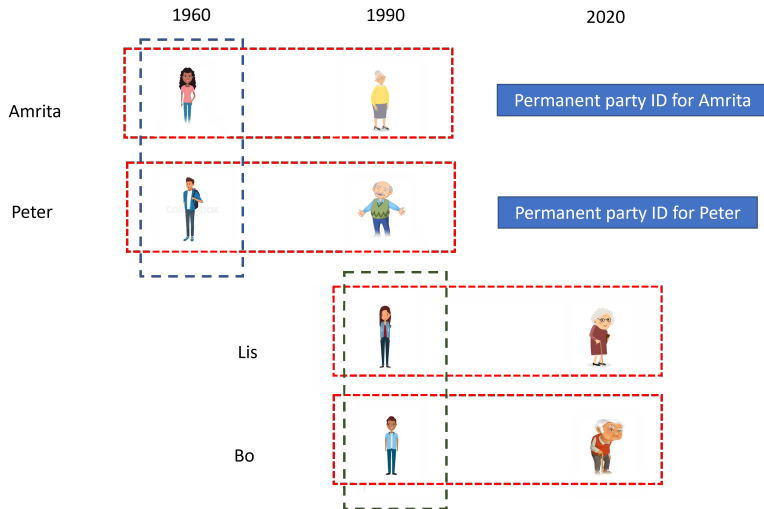 1960 1990 2020
Amrita
Permanent party ID for Amrita
Peter
Permanent party ID for Peter
Lis
Bo